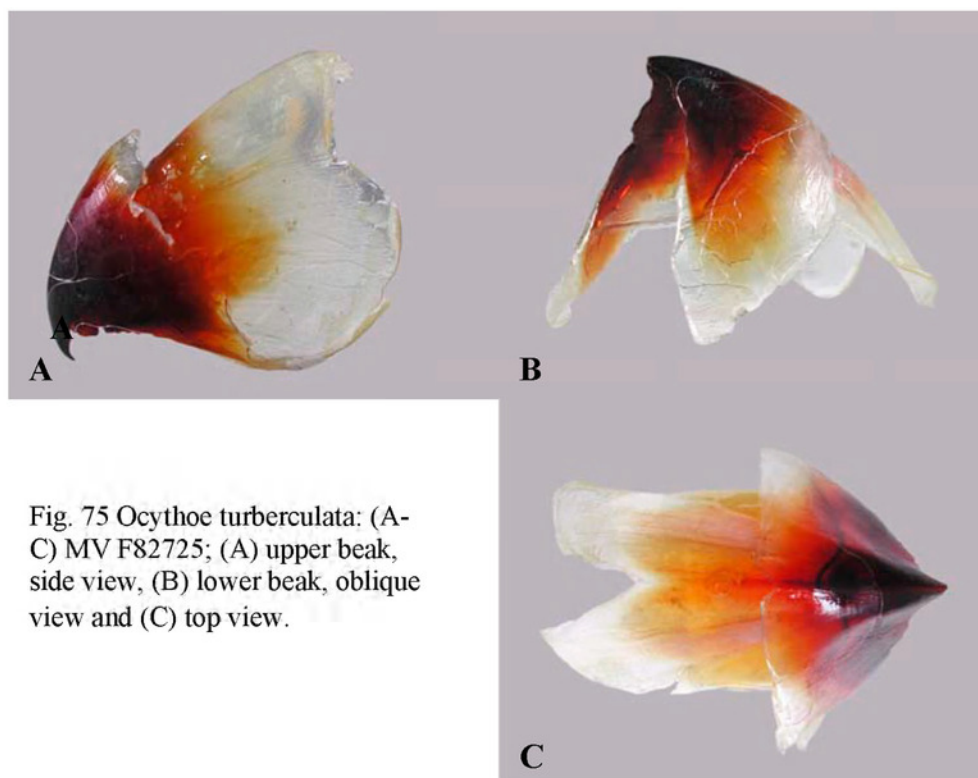 A
A
B
Fig. 75 Ocythoe turberculata: (A-
C) MV F82725; (A) upper beak,
side view, (B) lower beak, oblique
view and (C) top view.
C